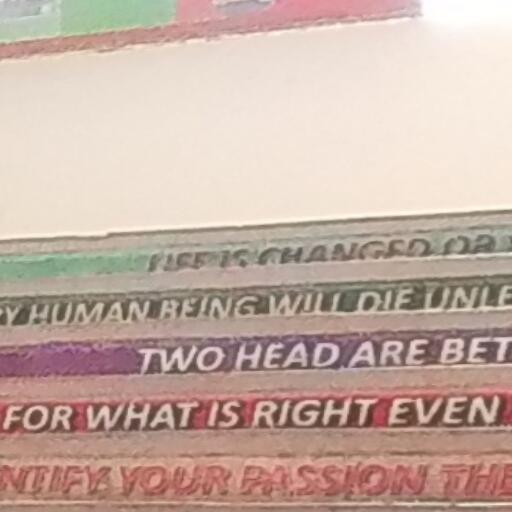 LIFE IS CHANGED OR
Y HUMAN BEING WILL DIE UNLE
TWO HEAD ARE BET
FOR WHAT IS RIGHT EVEN
NTIFY YOUR PASSION THE